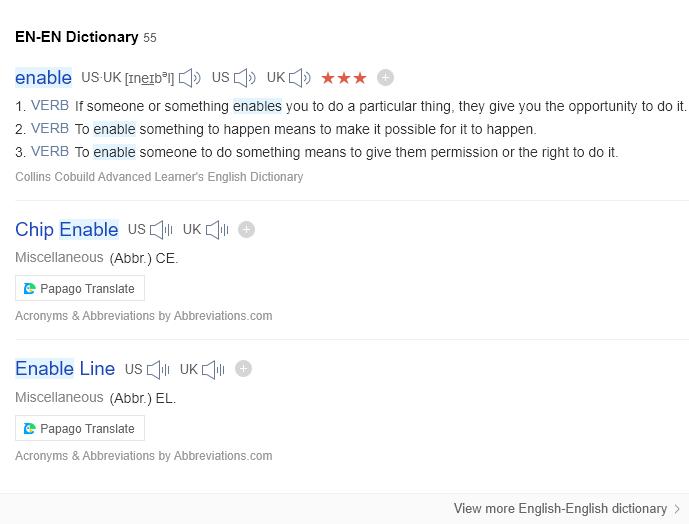 EN-EN Dictionary 55
enable US·UK [ɪneɪbᵊl] US UK ★★★
1. VERB If someone or something enables you to do a particular thing, they give you the opportunity to do it.
2. VERB To enable something to happen means to make it possible for it to happen.
3. VERB To enable someone to do something means to give them permission or the right to do it.
Collins Cobuild Advanced Learner's English Dictionary
Chip Enable US UK
Miscellaneous (Abbr.) CE.
Papago Translate
Acronyms & Abbreviations by Abbreviations.com
Enable Line US UK
Miscellaneous (Abbr.) EL.
Papago Translate
Acronyms & Abbreviations by Abbreviations.com
View more English-English dictionary >